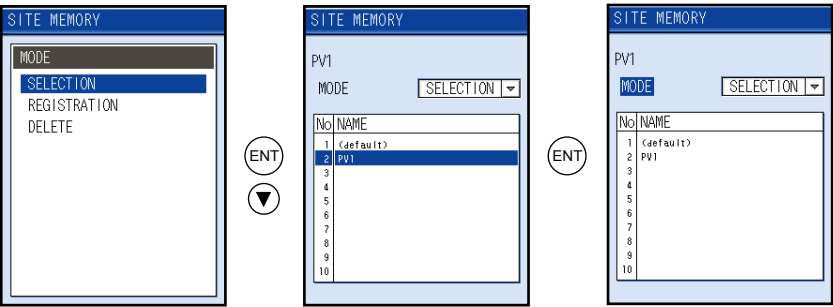 SITE MEMORY
MODE
SELECTION
REGISTRATION
DELETE
ENT
▼
SITE MEMORY
PV1
MODE SELECTION ▼
No NAME
1 (default)
2 PV1
3
4
5
6
7
8
9
10
ENT
SITE MEMORY
PV1
MODE SELECTION ▼
No NAME
1 (default)
2 PV1
3
4
5
6
7
8
9
10